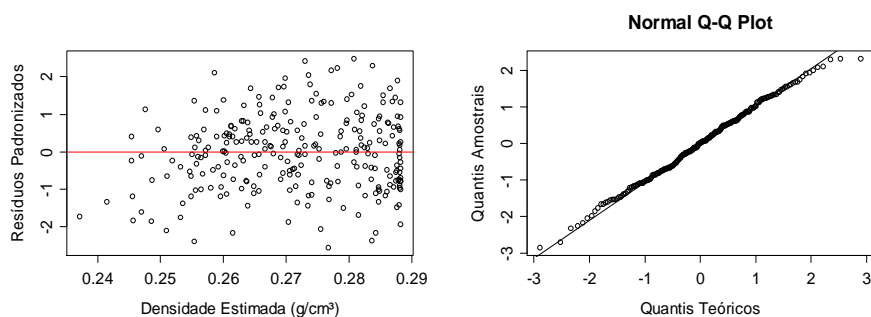 Normal Q-Q Plot
Resíduos Padronizados
2
1
0
-1
-2
0.24 0.25 0.26 0.27 0.28 0.29
Densidade Estimada (g/cm³)
Quantis Amostrais
2
1
0
-1
-2
-3
-3 -2 -1 0 1 2 3
Quantis Teóricos